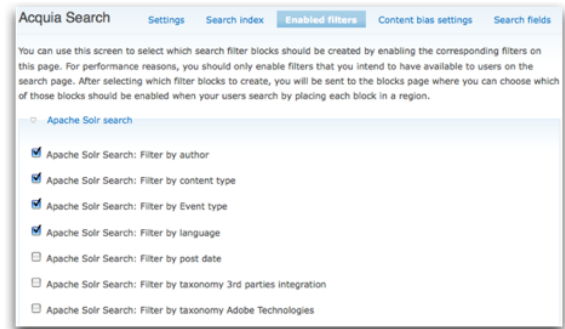 Acquia Search Settings Search index Enabled filters Content bias settings Search fields
You can use this screen to select which search filter blocks should be created by enabling the corresponding filters on
this page. For performance reasons, you should only enable filters that you intend to have available to users on the
search page. After selecting which filter blocks to create, you will be sent to the blocks page where you can choose which
of those blocks should be enabled when your users search by placing each block in a region.
Apache Solr search
Apache Solr Search: Filter by author
Apache Solr Search: Filter by content type
Apache Solr Search: Filter by Event type
Apache Solr Search: Filter by language
Apache Solr Search: Filter by post date
Apache Solr Search: Filter by taxonomy 3rd parties integration
Apache Solr Search: Filter by taxonomy Adobe Technologies